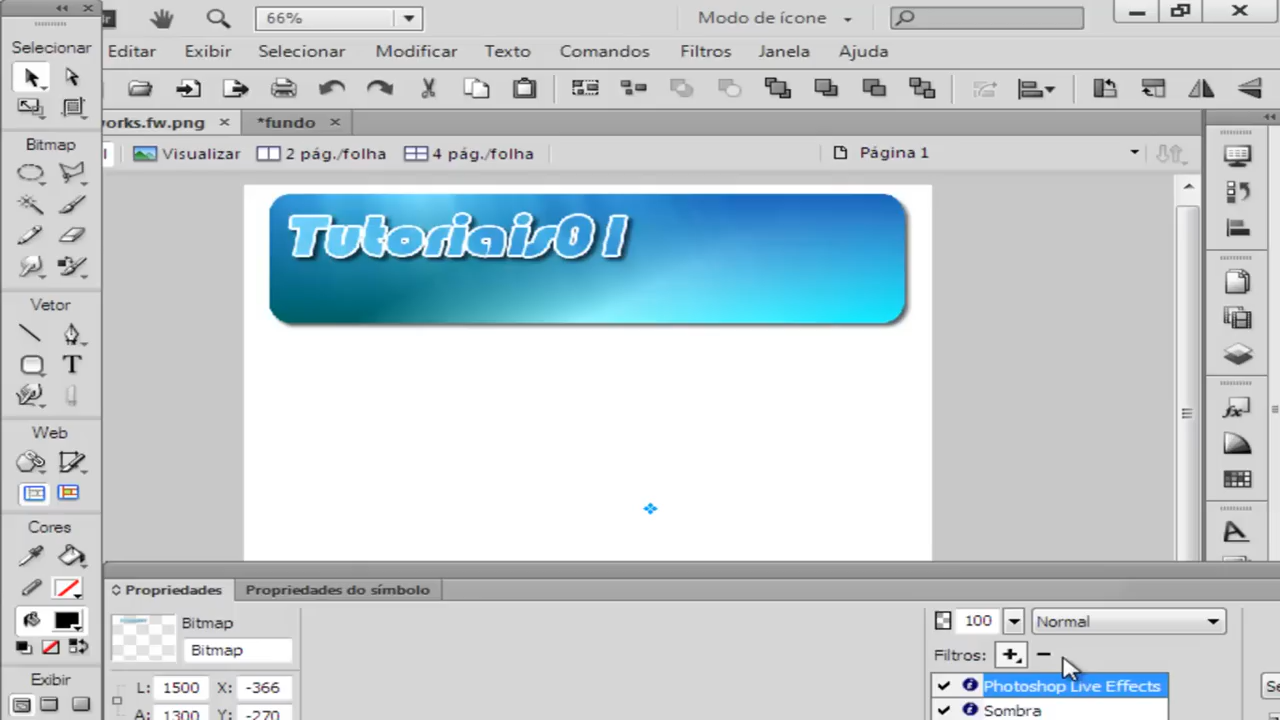 Selecionar
66%
Modo de ícone
Editar Exibir Selecionar Modificar Texto Comandos Filtros Janela Ajuda
Bitmap
works.fw.png
*fundo
Visualizar
2 pág./folha
4 pág./folha
Página 1
Tutoriais01
Vetor
T
Web
Cores
Exibir
Propriedades
Propriedades do símbolo
Bitmap
Bitmap
L: 1500 X: -366
A: 1300 Y: -270
100
Normal
Filtros:
Photoshop Live Effects
Sombra
Se